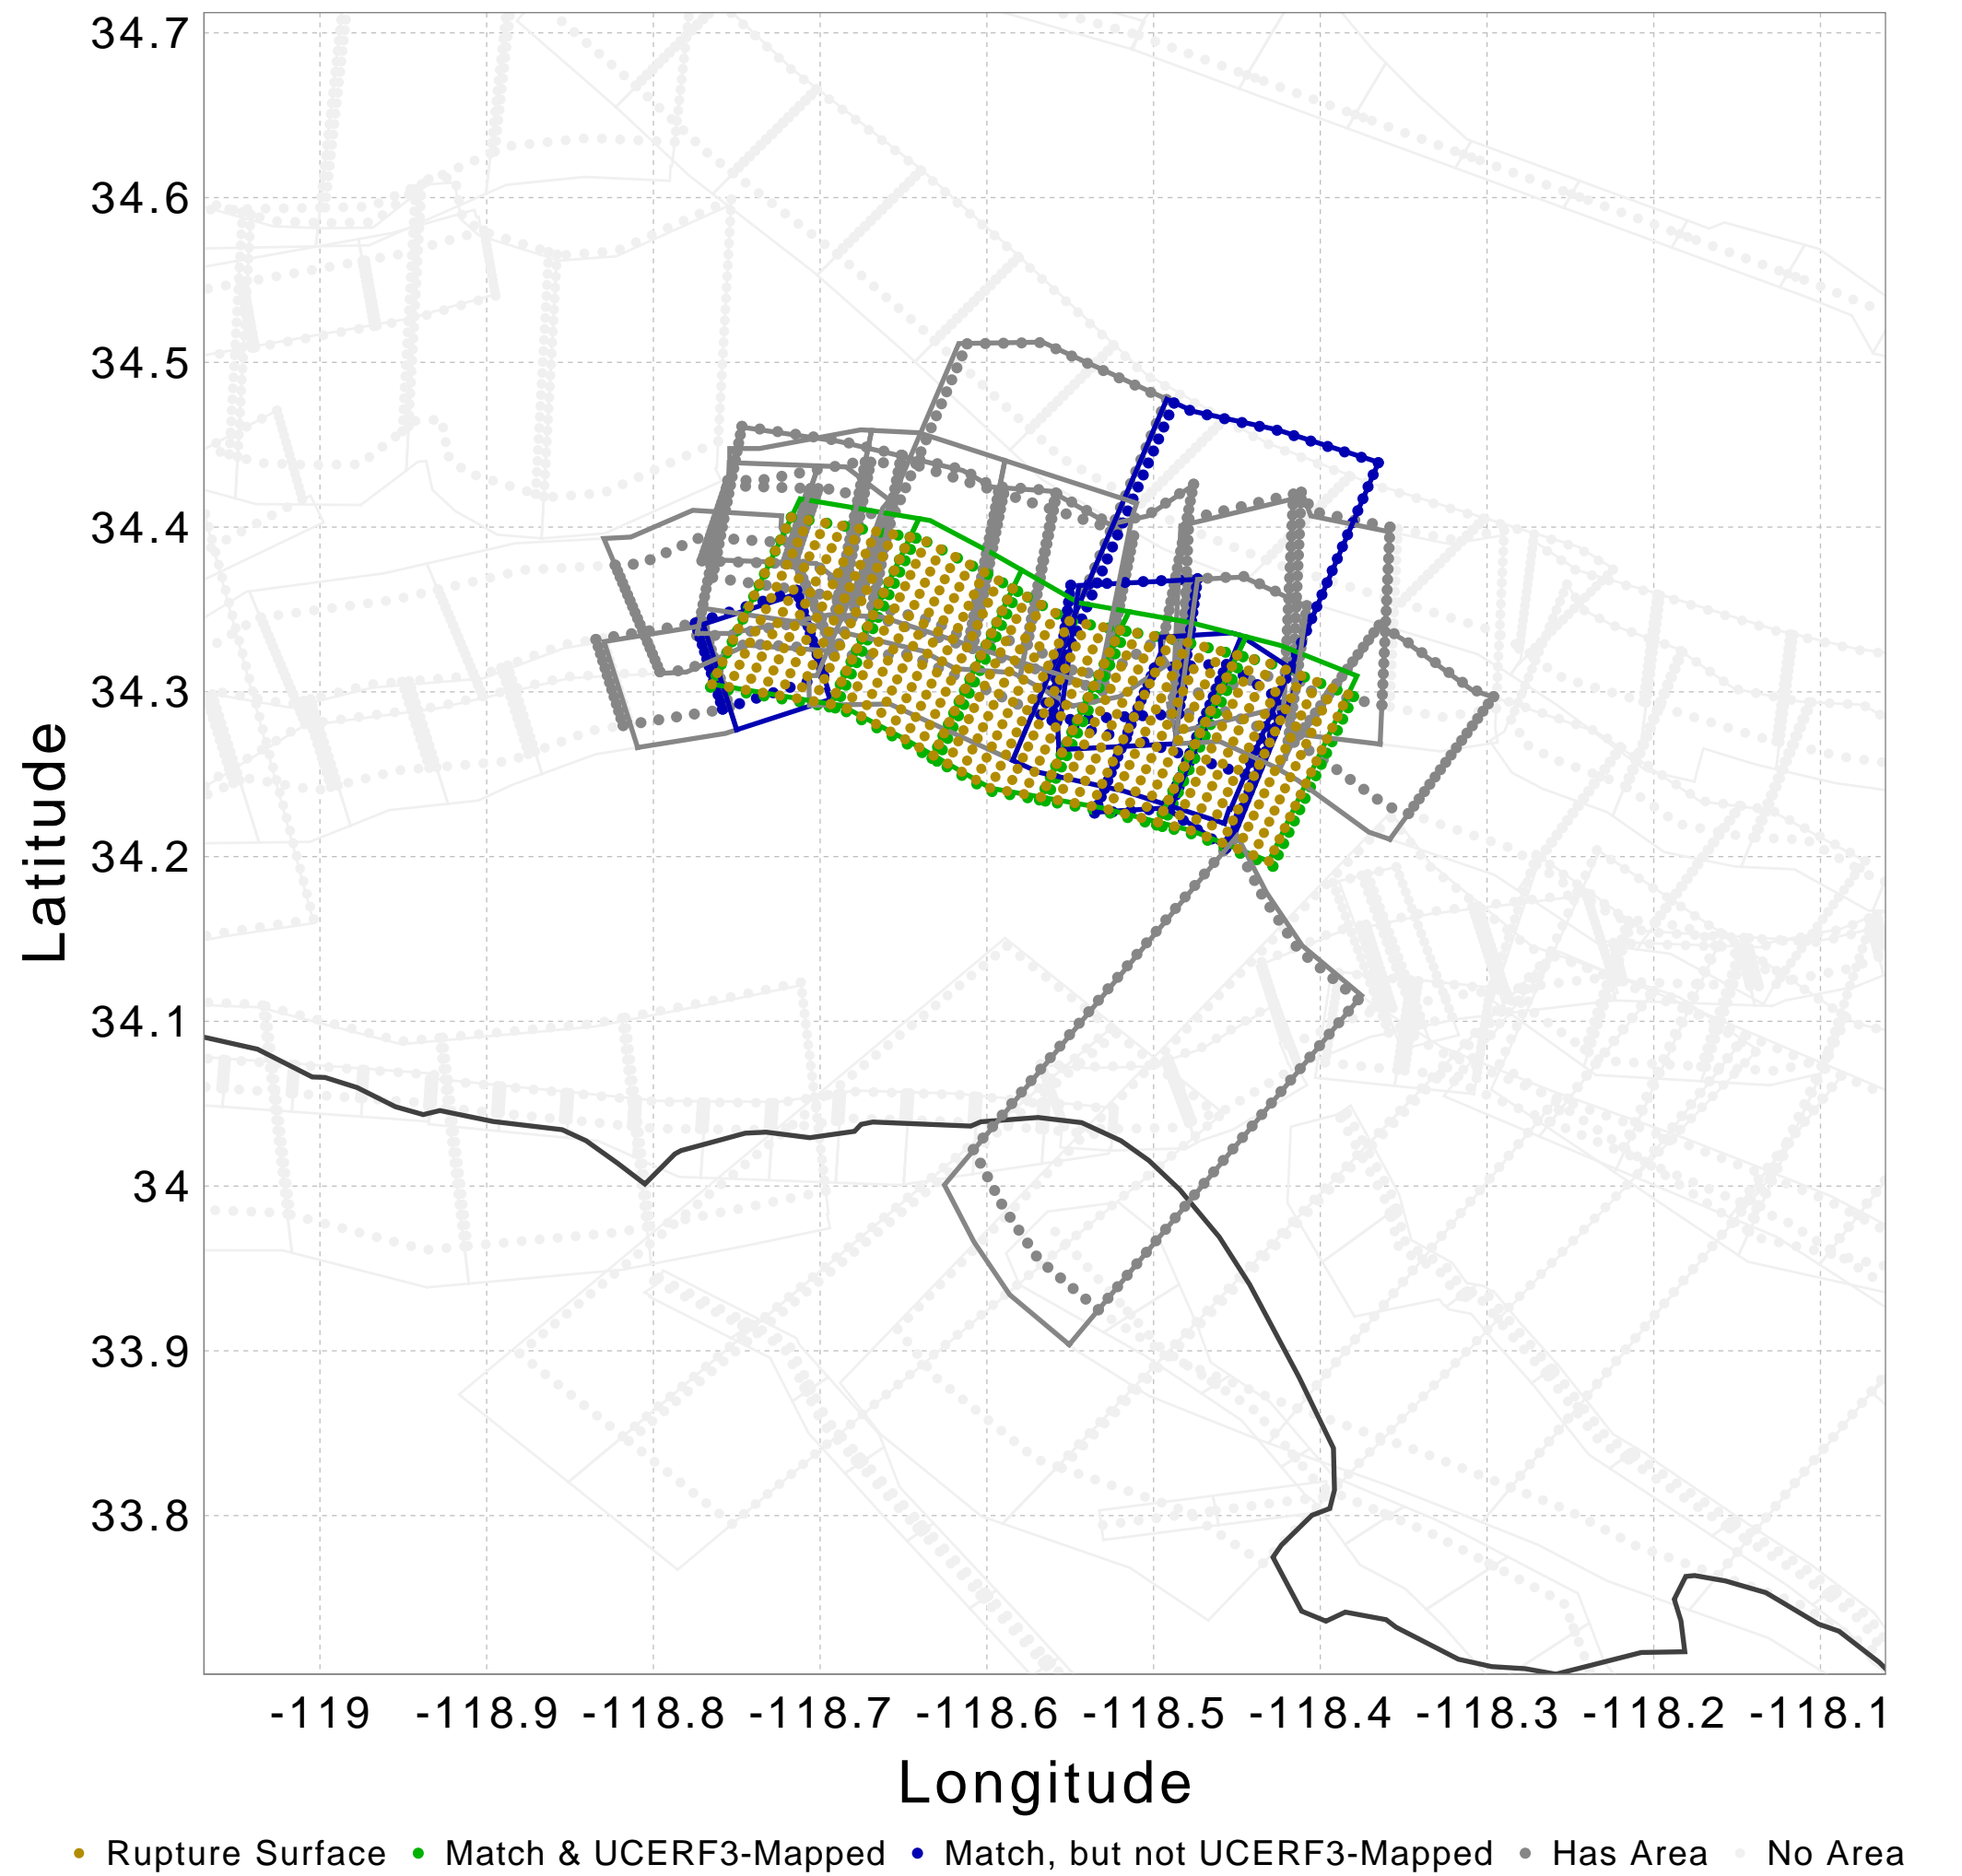 34.7
34.6
34.5
34.4
34.3
34.2
34.1
34
33.9
33.8
Latitude
-119 -118.9 -118.8 -118.7 -118.6 -118.5 -118.4 -118.3 -118.2 -118.1
Longitude
Rupture Surface Match & UCERF3-Mapped Match, but not UCERF3-Mapped Has Area No Area